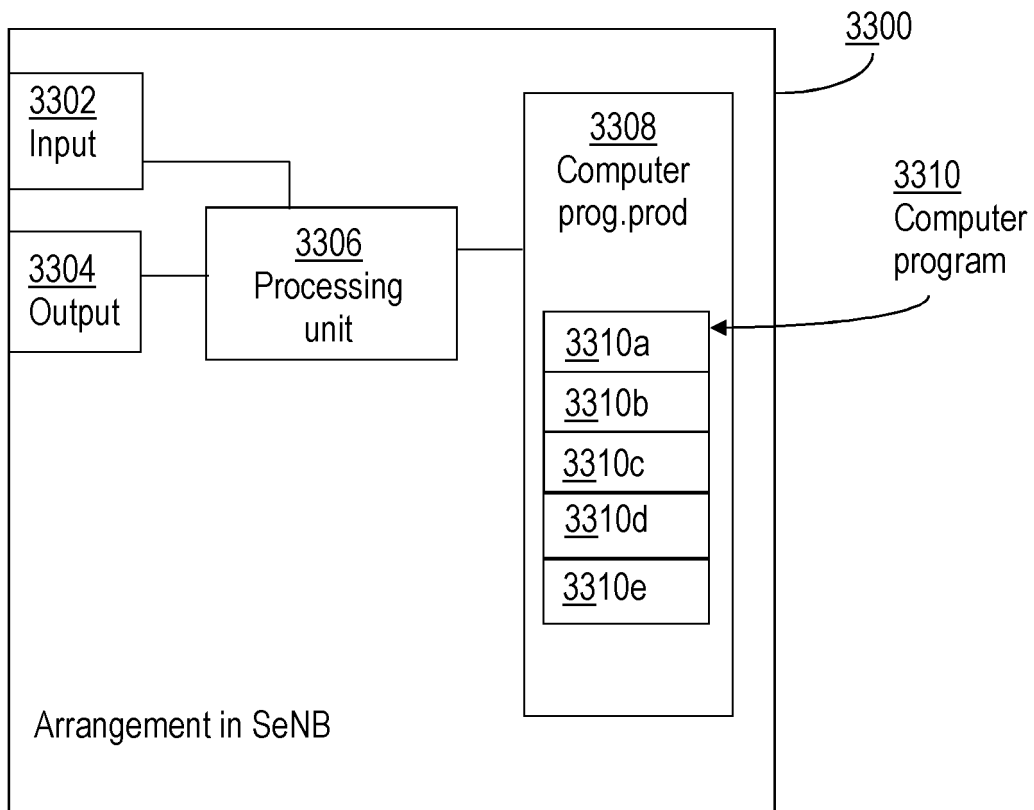 3300
3302
Input
3304
Output
3306
Processing
unit
3308
Computer
prog.prod
3310
Computer
program
3310a
3310b
3310c
3310d
3310e
Arrangement in SeNB